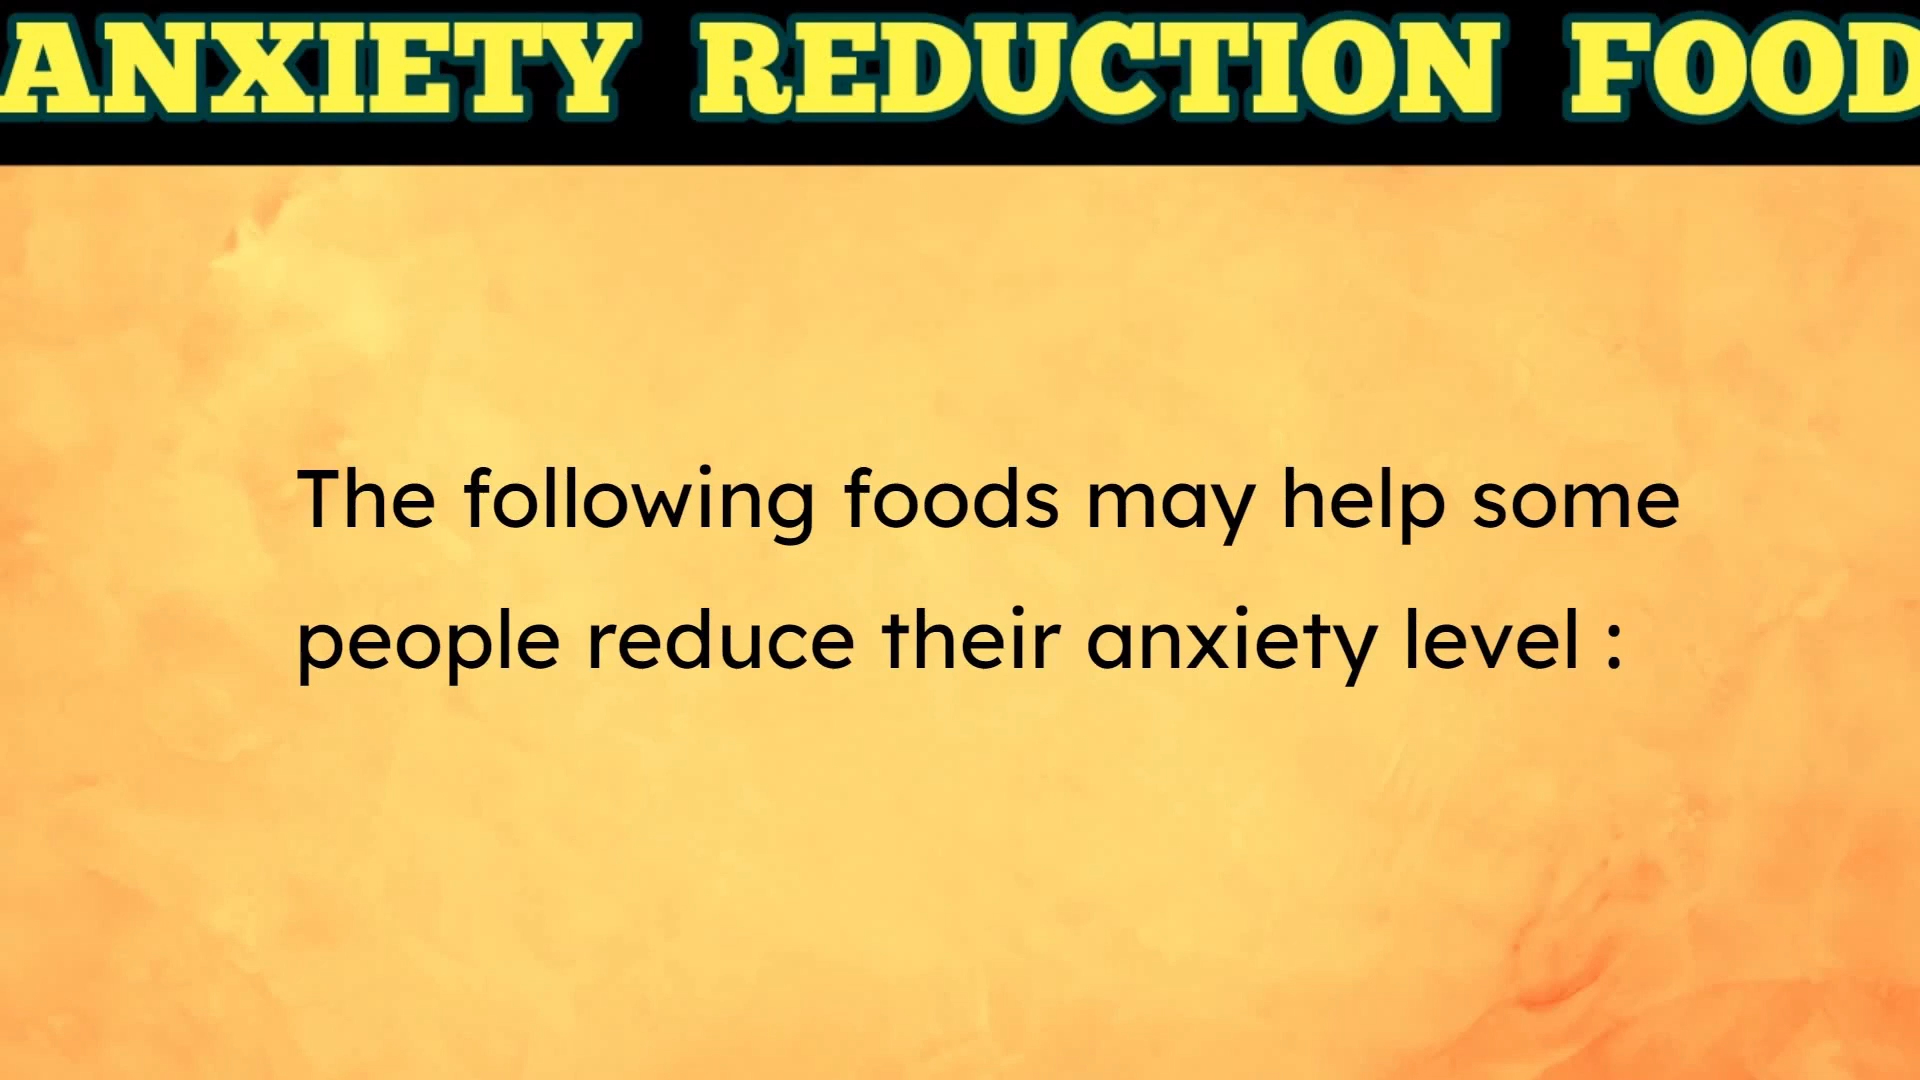 ANXIETY REDUCTION FOOD
The following foods may help some
people reduce their anxiety level :